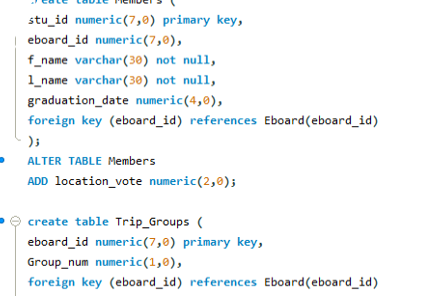 create table Members (
stu_id numeric(7,0) primary key,
eboard_id numeric(7,0),
f_name varchar(30) not null,
l_name varchar(30) not null,
graduation_date numeric(4,0),
foreign key (eboard_id) references Eboard(eboard_id)
);
ALTER TABLE Members
ADD location_vote numeric(2,0);
create table Trip_Groups (
eboard_id numeric(7,0) primary key,
Group_num numeric(1,0),
foreign key (eboard_id) references Eboard(eboard_id)